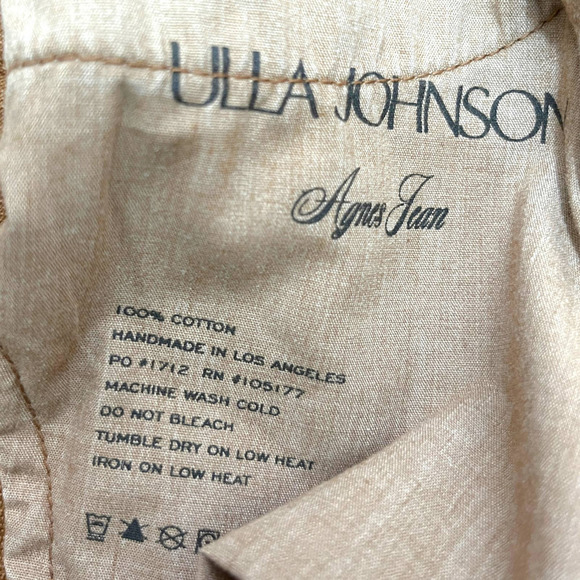 ULLA JOHNSON
Agnes Jean
100% COTTON
HANDMADE IN LOS ANGELES
PO #1712 RN #105177
MACHINE WASH COLD
DO NOT BLEACH
TUMBLE DRY ON LOW HEAT
IRON ON LOW HEAT